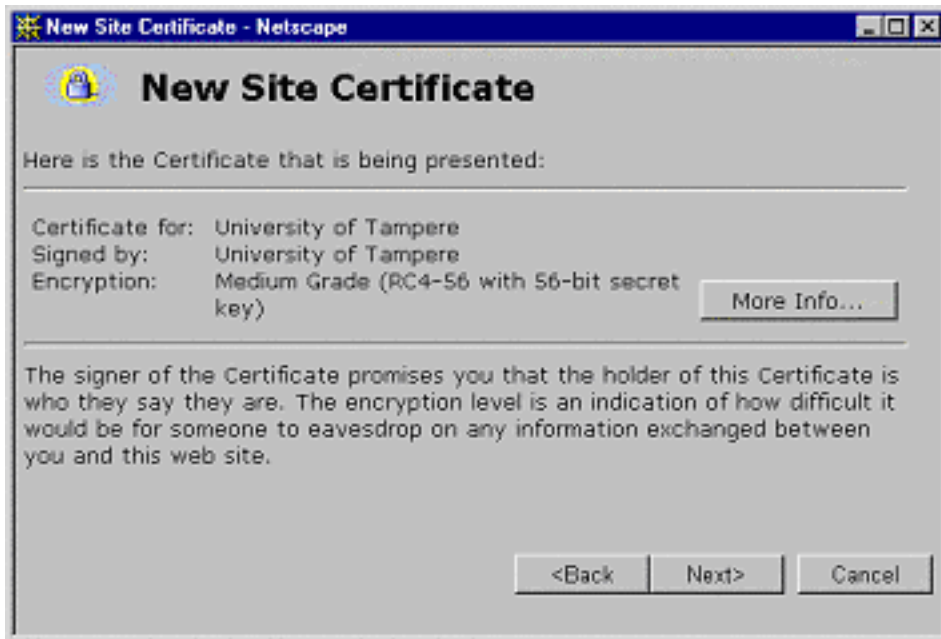 New Site Certificate - Netscape
New Site Certificate
Here is the Certificate that is being presented:
Certificate for: University of Tampere
Signed by: University of Tampere
Encryption: Medium Grade (RC4-56 with 56-bit secret
key)
More Info...
The signer of the Certificate promises you that the holder of this Certificate is
who they say they are. The encryption level is an indication of how difficult it
would be for someone to eavesdrop on any information exchanged between
you and this web site.
<Back Next> Cancel